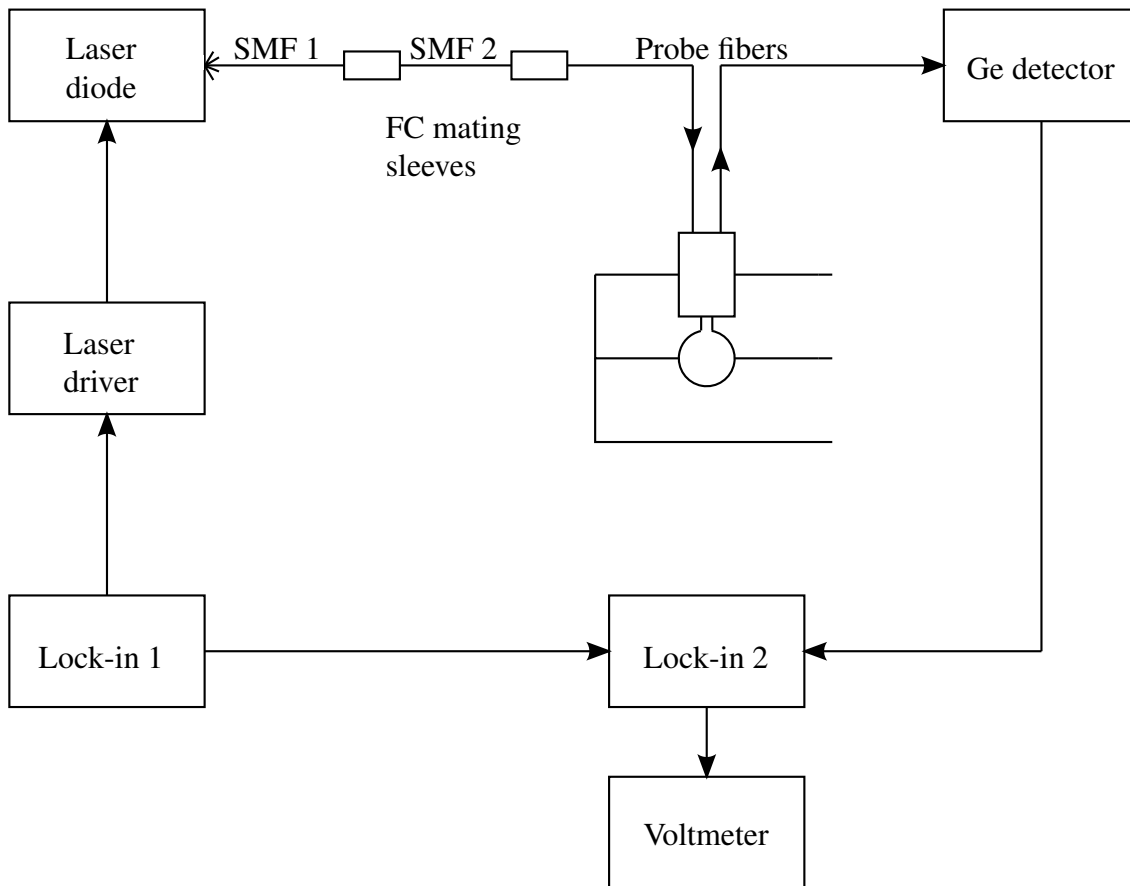 Laser
diode
SMF 1
SMF 2
Probe fibers
Ge detector
FC mating
sleeves
Laser
driver
Lock-in 1
Lock-in 2
Voltmeter